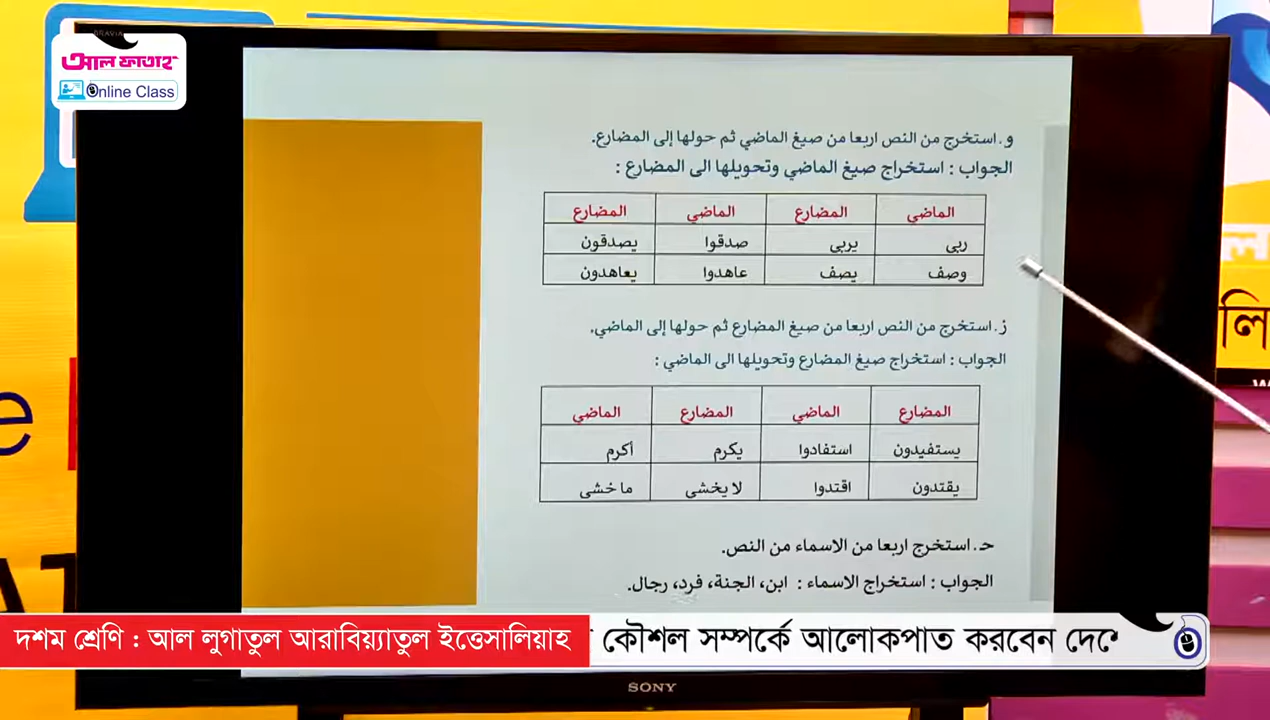 BRAVIA
আল ফাতাহ
Online Class
و. استخرج من النص اربعا من صيغ الماضي ثم حولها إلى المضارع.
الجواب : استخراج صيغ الماضي وتحويلها الى المضارع :
الماضي المضارع الماضي المضارع
ربى يربى صدقوا يصدقون
وصف يصف عاهدوا يعاهدون
ز. استخرج من النص اربعا من صيغ المضارع ثم حولها إلى الماضي.
الجواب : استخراج صيغ المضارع وتحويلها الى الماضي :
المضارع الماضي المضارع الماضي
يستفيدون استفادوا يكرم أكرم
يقتدون اقتدوا لا يخشى ما خشى
حـ. استخرج اربعا من الاسماء من النص.
الجواب : استخراج الاسماء : ابن، الجنة، فرد، رجال.
দশম শ্রেণি : আল লুগাতুল আরাবিয়্যাতুল ইত্তেসালিয়াহ
কৌশল সম্পর্কে আলোকপাত করবেন
SONY